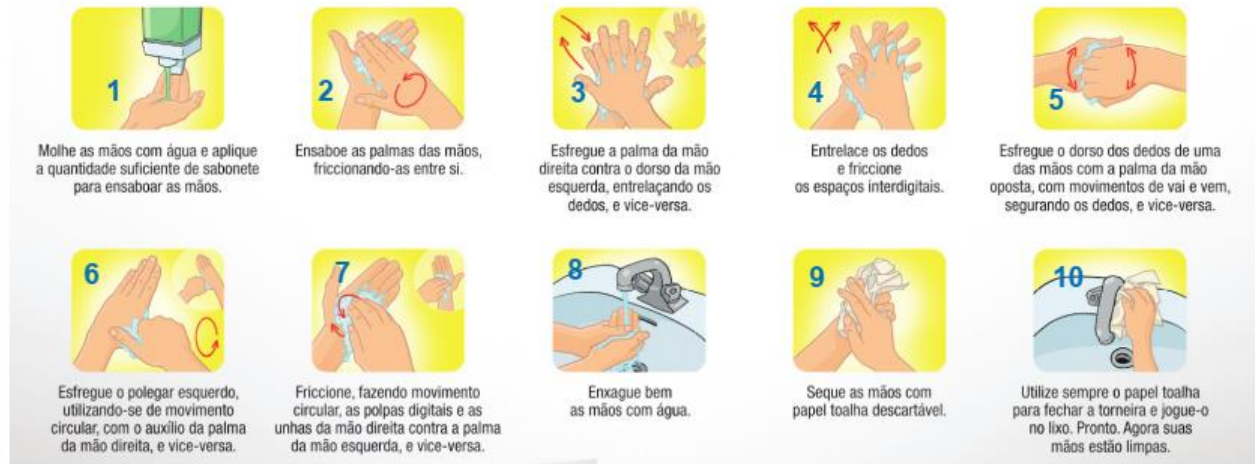 1
Molhe as mãos com água e aplique
a quantidade suficiente de sabonete
para ensaboar as mãos.
2
Ensaboe as palmas das mãos,
friccionando-as entre si.
3
Esfregue a palma da mão
direita contra o dorso da mão
esquerda, entrelaçando os
dedos, e vice-versa.
4
Entrelace os dedos
e friccione
os espaços interdigitais.
5
Esfregue o dorso dos dedos de uma
das mãos com a palma da mão
oposta, com movimentos de vai e vem,
segurando os dedos, e vice-versa.
6
Esfregue o polegar esquerdo,
utilizando-se de movimento
circular, com o auxílio da palma
da mão direita, e vice-versa.
7
Friccione, fazendo movimento
circular, as polpas digitais e as
unhas da mão direita contra a palma
da mão esquerda, e vice-versa.
8
Enxague bem
as mãos com água.
9
Seque as mãos com
papel toalha descartável.
10
Utilize sempre o papel toalha
para fechar a torneira e jogue-o
no lixo. Pronto. Agora suas
mãos estão limpas.